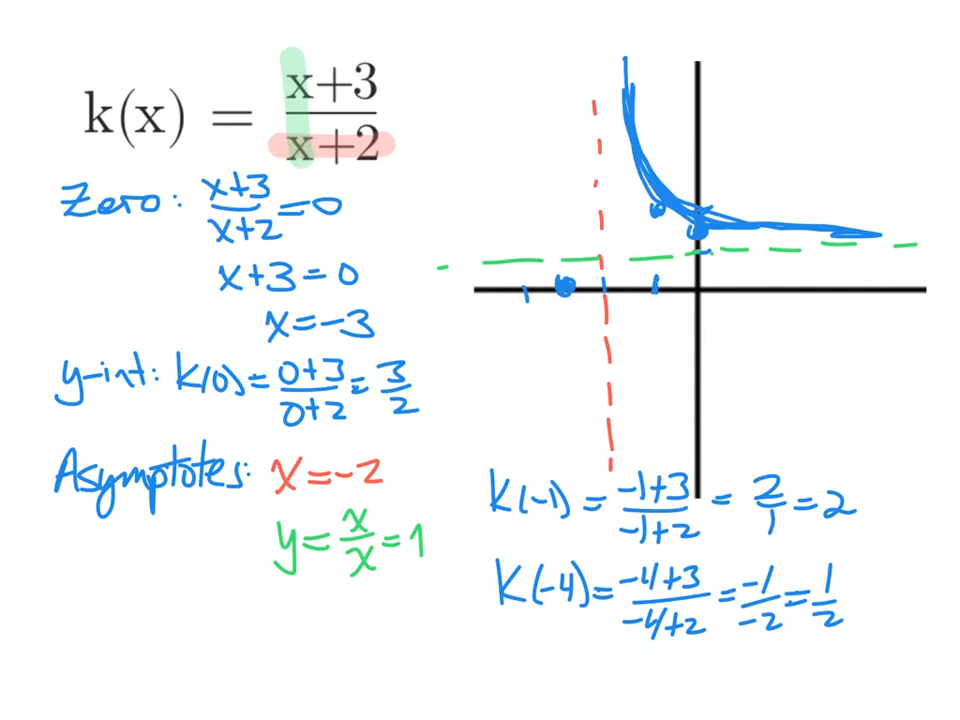 k(x) = x+3/x+2
Zero: x+3/x+2 = 0
x+3 = 0
x = -3
y-int: k(0) = 0+3/0+2 = 3/2
Asymptotes: x = -2
y = x/x = 1
K(-1) = -1+3/-1+2 = 2/1 = 2
K(-4) = -4+3/-4+2 = -1/-2 = 1/2